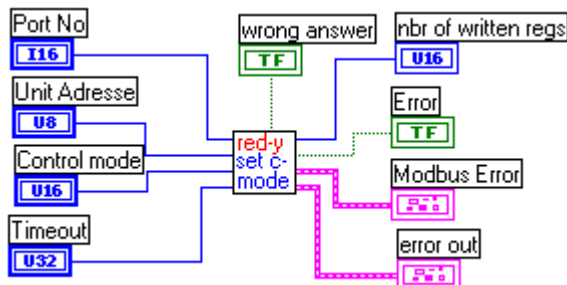 Port No
I16
Unit Adresse
U8
Control mode
U16
Timeout
U32
wrong answer
TF
red-y
set c-
mode
nbr of written regs
U16
Error
TF
Modbus Error
error out